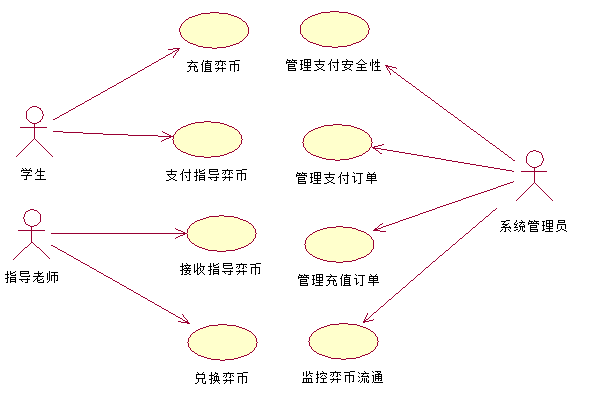 充值弈币
管理支付安全性
学生
支付指导弈币
管理支付订单
系统管理员
指导老师
接收指导弈币
管理充值订单
兑换弈币
监控弈币流通